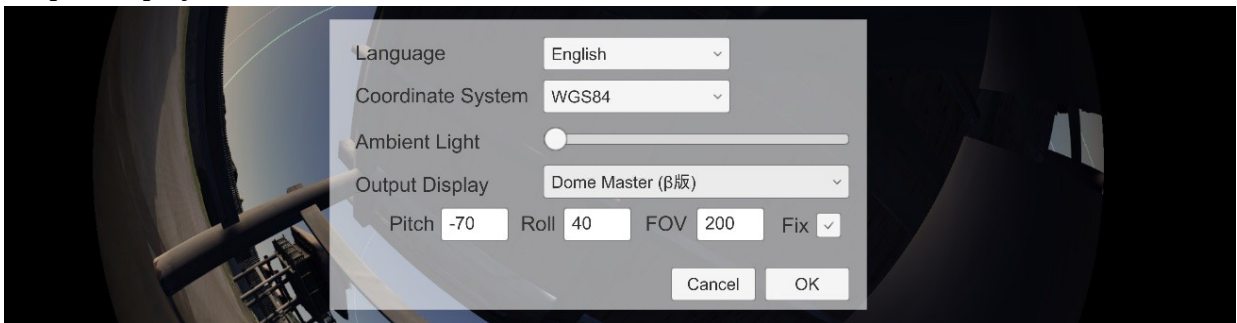 Language English
Coordinate System WGS84
Ambient Light
Output Display Dome Master (β版)
Pitch -70 Roll 40 FOV 200 Fix
Cancel OK